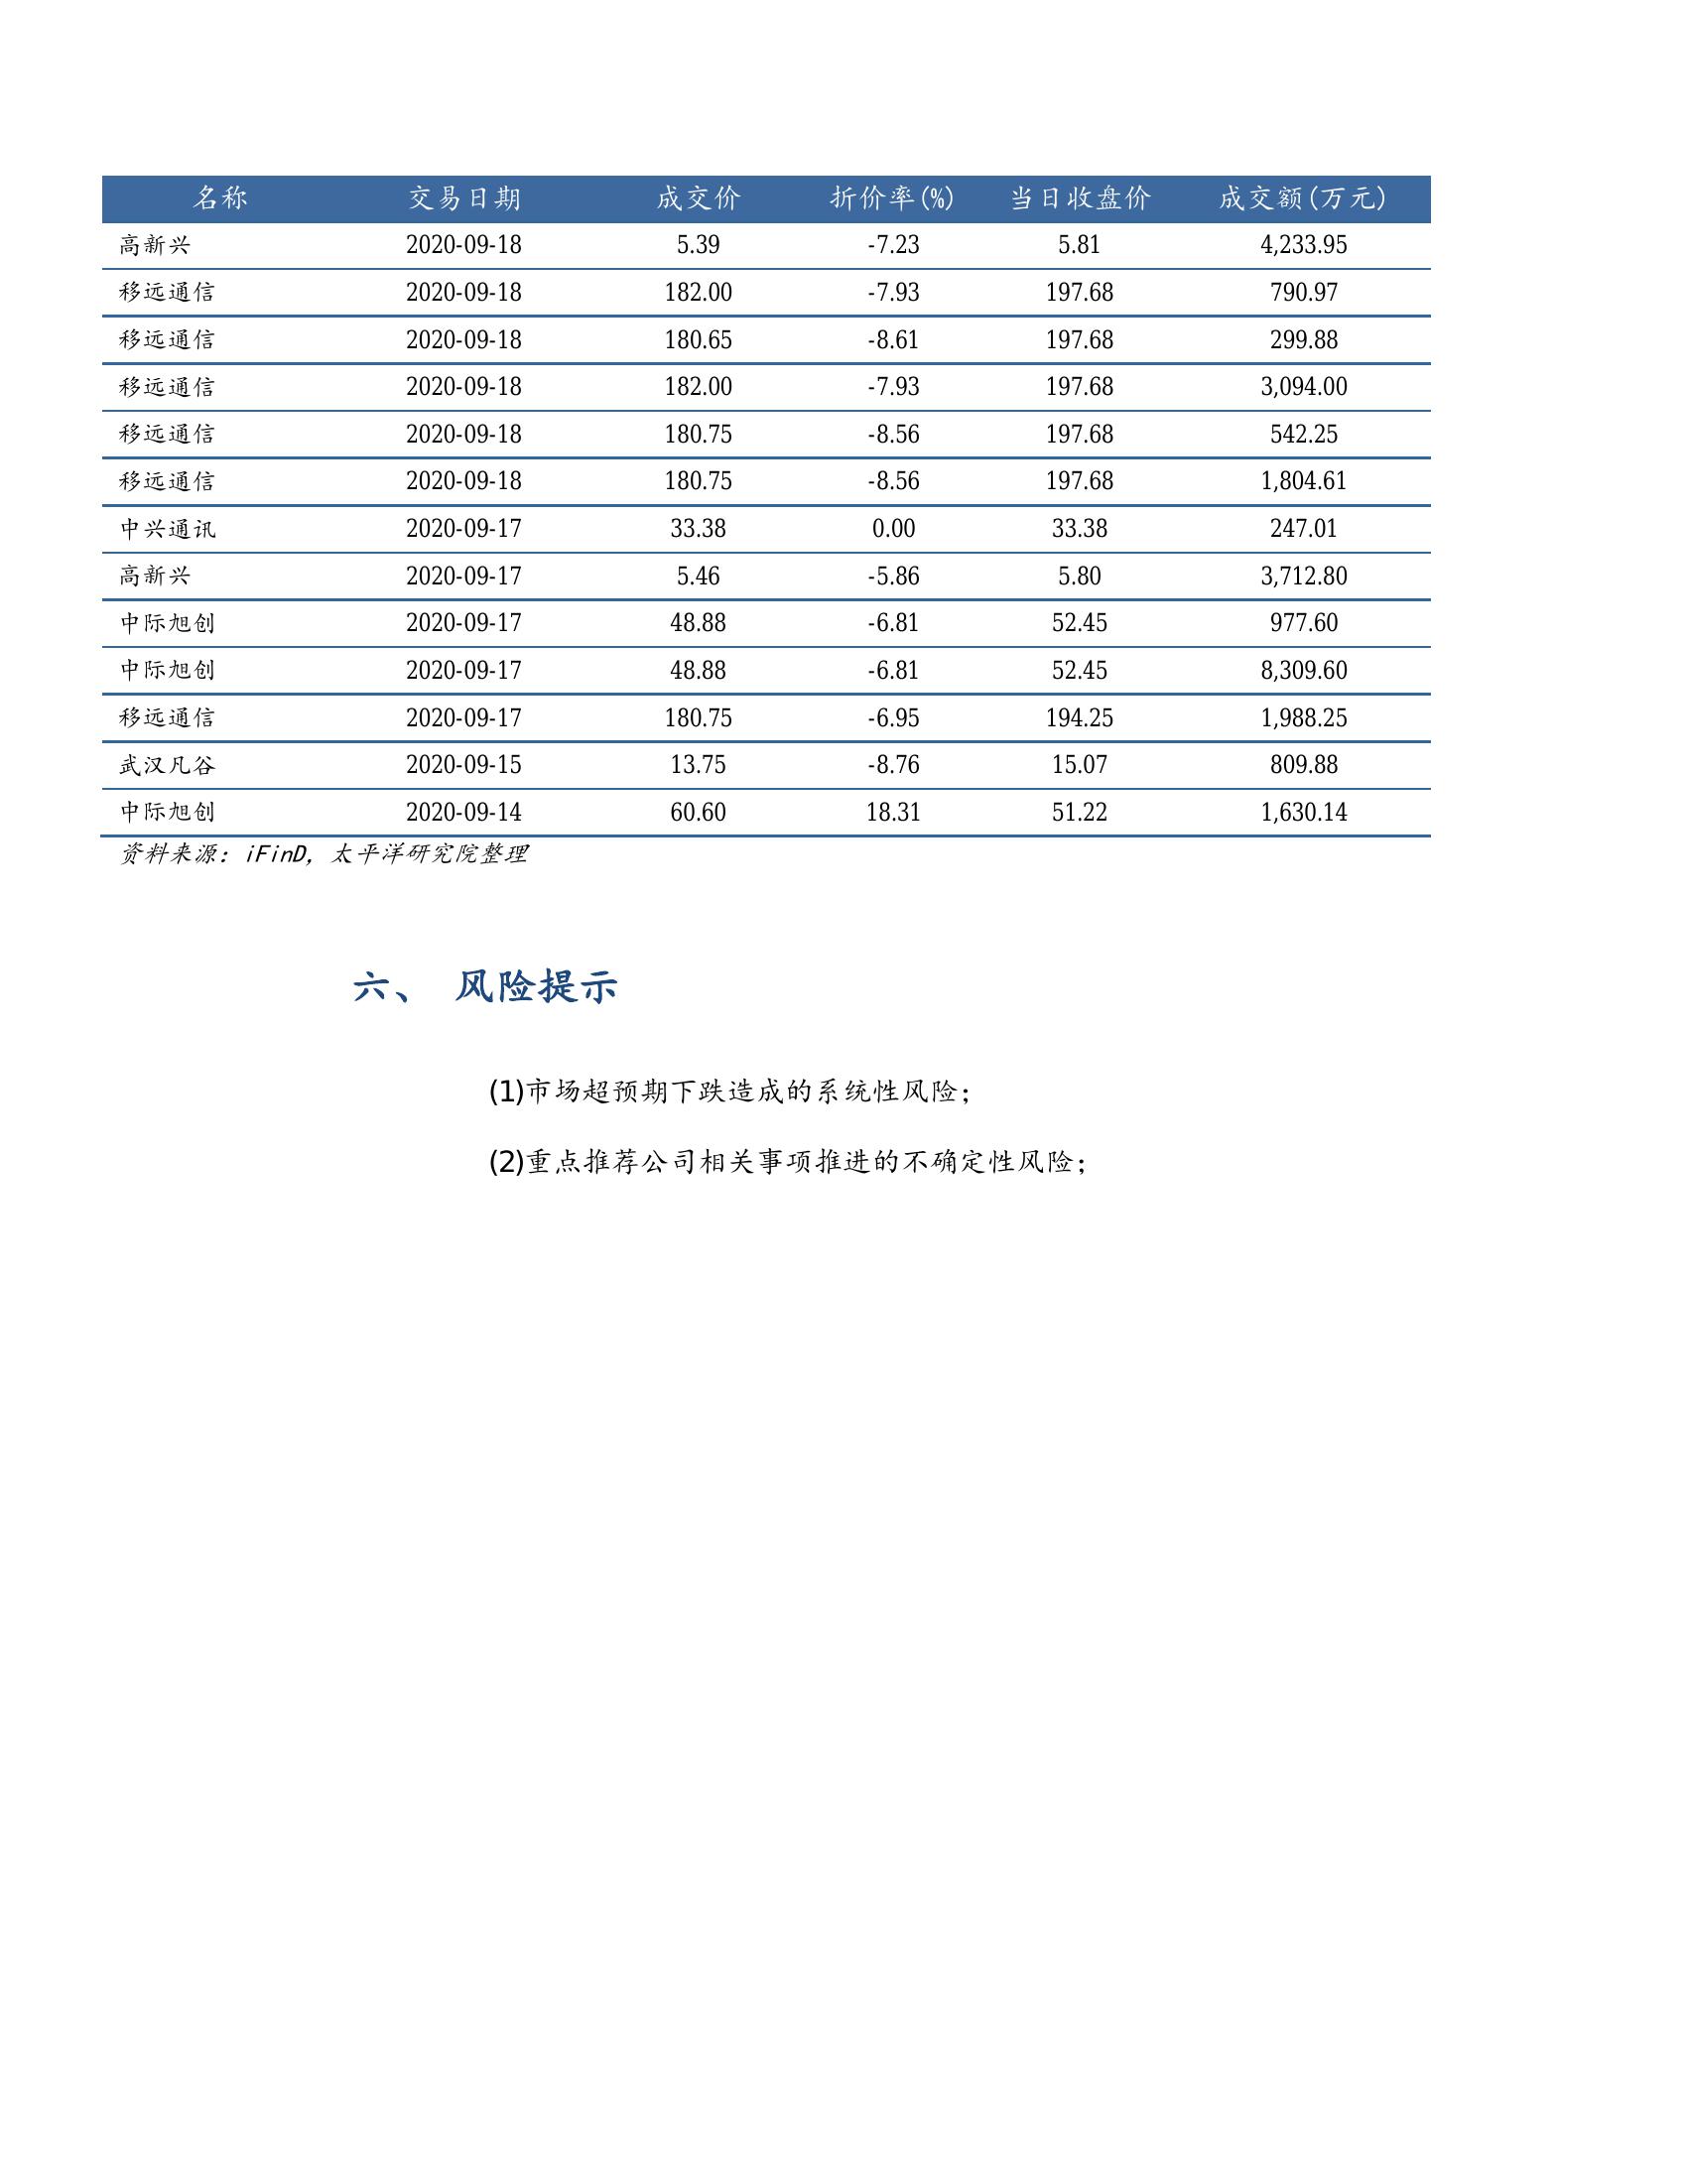 名称 交易日期 成交价 折价率(%) 当日收盘价 成交额(万元)
高新兴 2020-09-18 5.39 -7.23 5.81 4,233.95
移远通信 2020-09-18 182.00 -7.93 197.68 790.97
移远通信 2020-09-18 180.65 -8.61 197.68 299.88
移远通信 2020-09-18 182.00 -7.93 197.68 3,094.00
移远通信 2020-09-18 180.75 -8.56 197.68 542.25
移远通信 2020-09-18 180.75 -8.56 197.68 1,804.61
中兴通讯 2020-09-17 33.38 0.00 33.38 247.01
高新兴 2020-09-17 5.46 -5.86 5.80 3,712.80
中际旭创 2020-09-17 48.88 -6.81 52.45 977.60
中际旭创 2020-09-17 48.88 -6.81 52.45 8,309.60
移远通信 2020-09-17 180.75 -6.95 194.25 1,988.25
武汉凡谷 2020-09-15 13.75 -8.76 15.07 809.88
中际旭创 2020-09-14 60.60 18.31 51.22 1,630.14
资料来源：iFinD，太平洋研究院整理
六、 风险提示
(1)市场超预期下跌造成的系统性风险；
(2)重点推荐公司相关事项推进的不确定性风险；